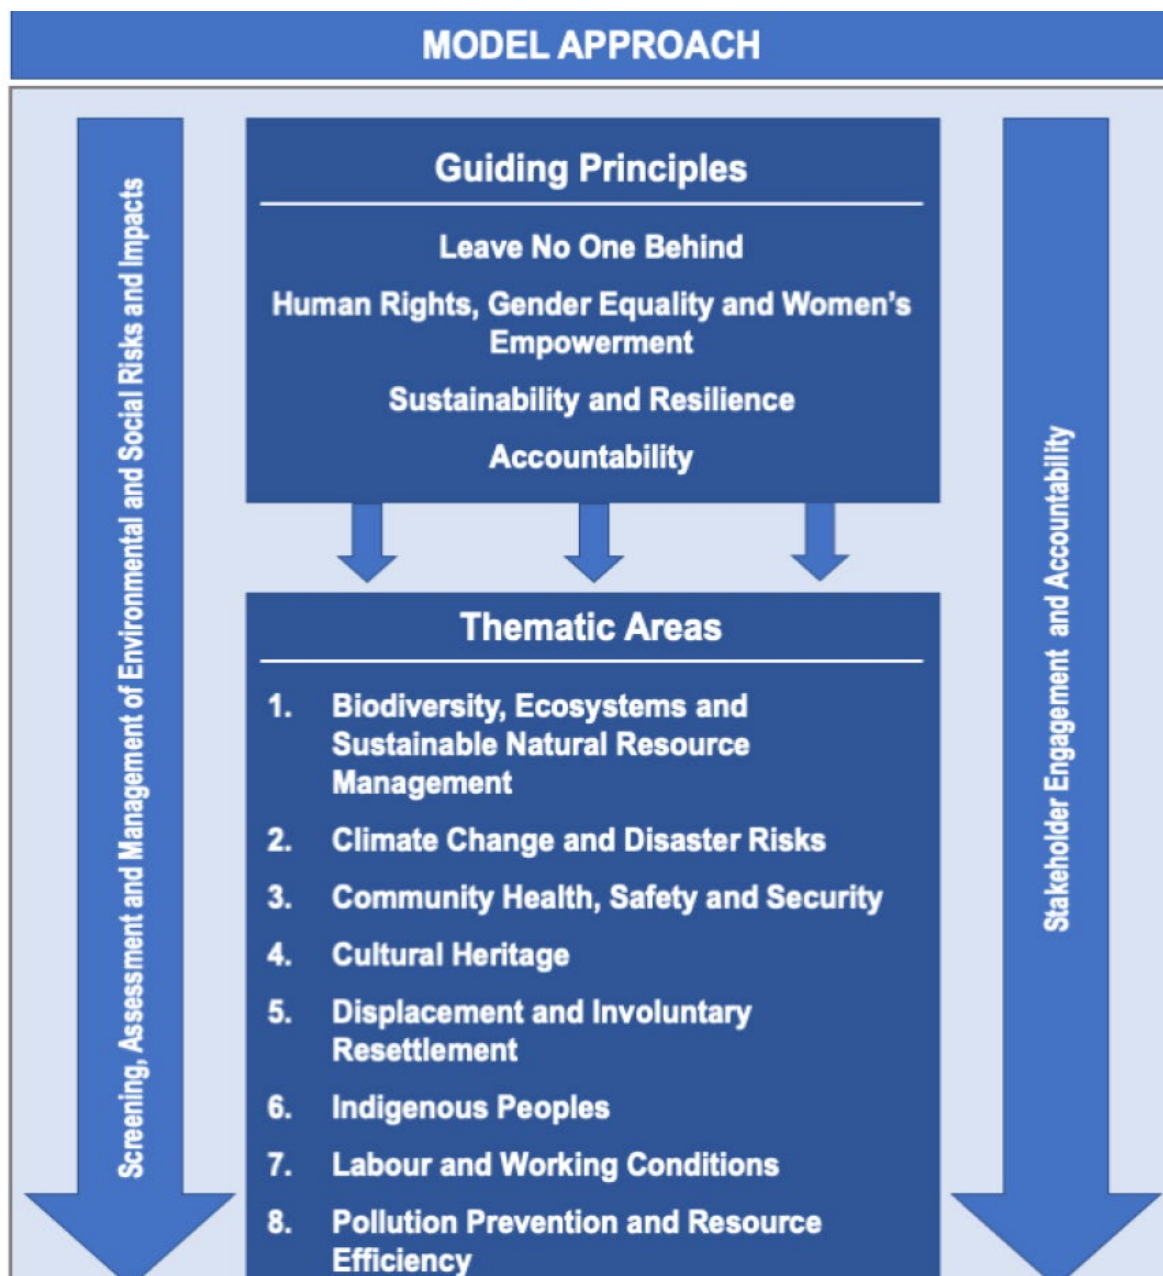 MODEL APPROACH
Screening, Assessment and Management of Environmental and Social Risks and Impacts
Guiding Principles
Leave No One Behind
Human Rights, Gender Equality and Women’s
Empowerment
Sustainability and Resilience
Accountability
Thematic Areas
1. Biodiversity, Ecosystems and
Sustainable Natural Resource
Management
2. Climate Change and Disaster Risks
3. Community Health, Safety and Security
4. Cultural Heritage
5. Displacement and Involuntary
Resettlement
6. Indigenous Peoples
7. Labour and Working Conditions
8. Pollution Prevention and Resource
Efficiency
Stakeholder Engagement and Accountability